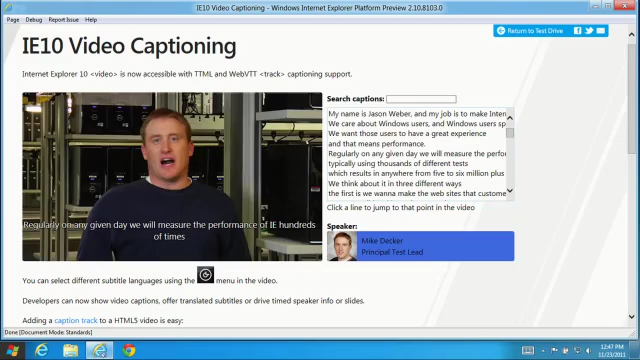 IE10 Video Captioning - Windows Internet Explorer Platform Preview 2.10.8103.0
Page Debug Report Issue Help
Return to Test Drive
IE10 Video Captioning
Internet Explorer 10 <video> is now accessible with TTML and WebVTT <track> captioning support.
Search captions:
My name is Jason Weber, and my job is to make Inter
We care about Windows users, and Windows users sp
We want those users to have a great experience
and that means performance.
Regularly on any given day we will measure the perfor
typically using thousands of different tests
which results in anywhere from five to six million plus
We think about it in three different ways
the first is we wanna make the web sites that custome
Click a line to jump to that point in the video
Regularly on any given day we will measure the performance of IE hundreds
of times
Speaker:
Mike Decker
Principal Test Lead
You can select different subtitle languages using the menu in the video.
Developers can now show video captions, offer translated subtitles or drive timed speaker info or slides.
Adding a caption track to a HTML5 video is easy:
Done [Document Mode: Standards]
12:47 PM
11/23/2011